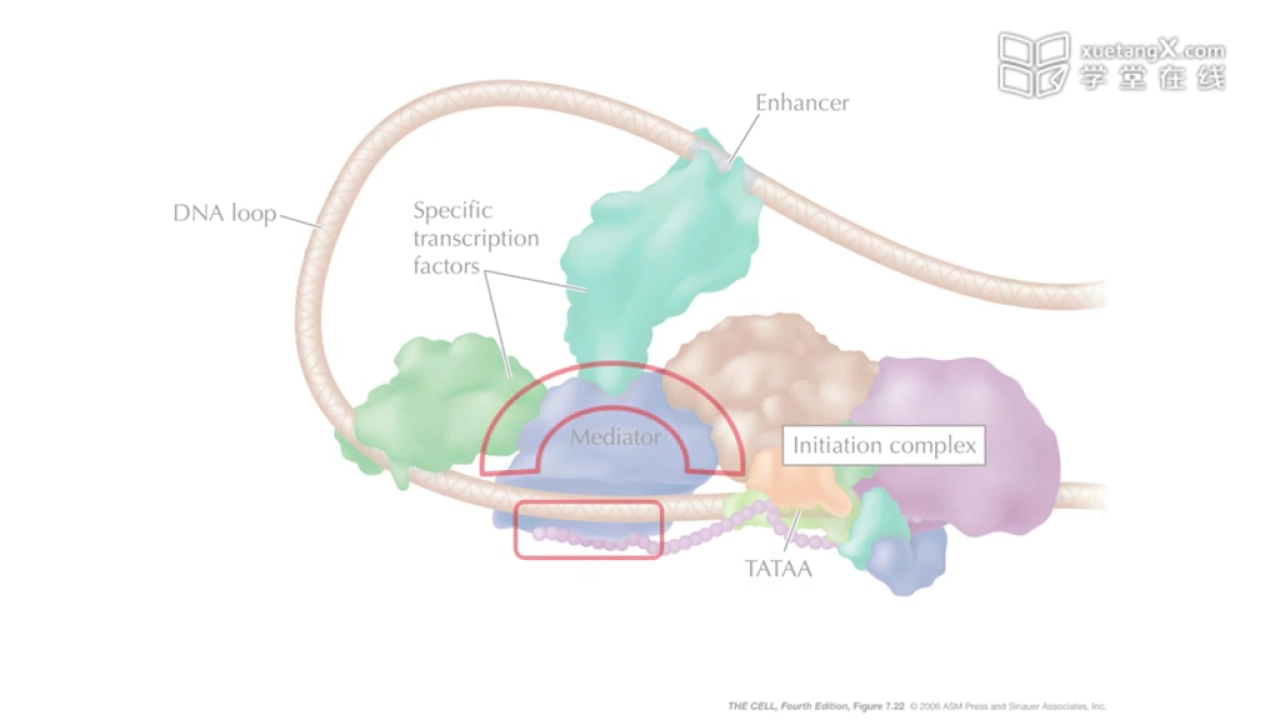 xuetangX.com
学堂在线
Enhancer
DNA loop
Specific
transcription
factors
Mediator
Initiation complex
TATAA
THE CELL, Fourth Edition, Figure 7.22 © 2006 ASM Press and Sinauer Associates, Inc.